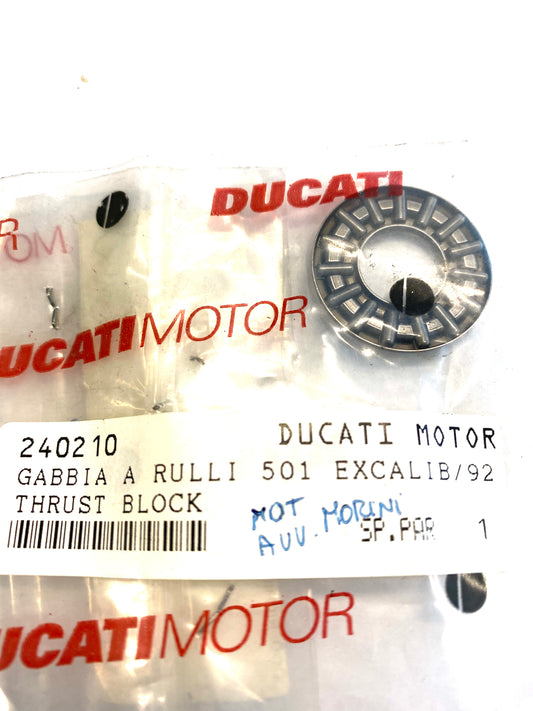 DUCATI
R
MOTO
DUCATIMOTOR
240210 DUCATI MOTOR
GABBIA A RULLI 501 EXCALIB/92
THRUST BLOCK
MOT MORINI
AVV.
SP.PAR 1
DUCATIMOTOR